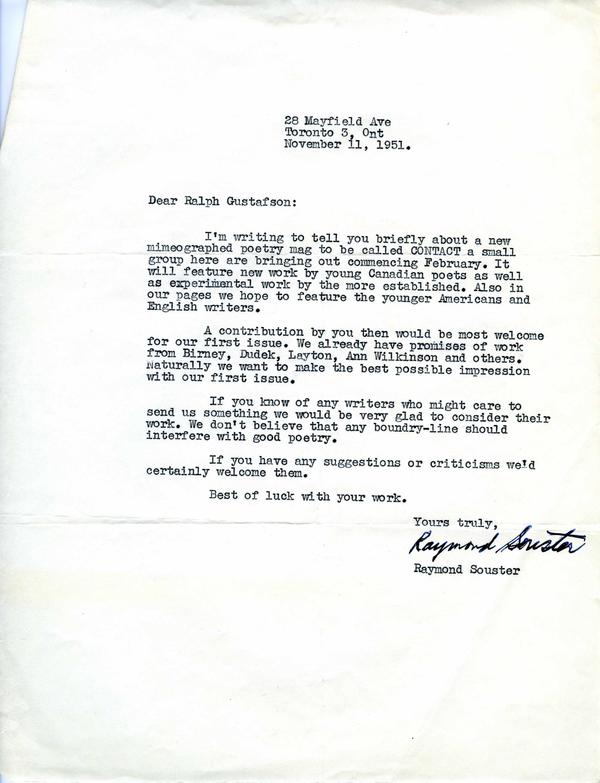 28 Mayfield Ave
Toronto 3, Ont
November 11, 1951.
Dear Ralph Gustafson:
I'm writing to tell you briefly about a new
mimeographed poetry mag to be called CONTACT a small
group here are bringing out commencing February. It
will feature new work by young Canadian poets as well
as experimental work by the more established. Also in
our pages we hope to feature the younger Americans and
English writers.
A contribution by you then would be most welcome
for our first issue. We already have promises of work
from Birney, Dudek, Layton, Ann Wilkinson and others.
Naturally we want to make the best possible impression
with our first issue.
If you know of any writers who might care to
send us something we would be very glad to consider their
work. We don't believe that any boundry-line should
interfere with good poetry.
If you have any suggestions or criticisms we'd
certainly welcome them.
Best of luck with your work.
Yours truly,
Raymond Souster
Raymond Souster